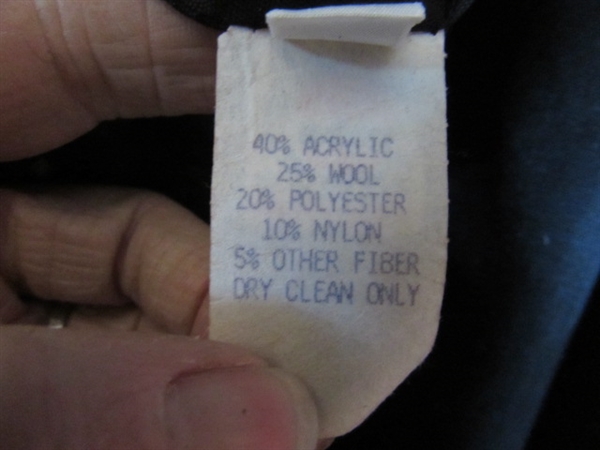 40% ACRYLIC
25% WOOL
20% POLYESTER
10% NYLON
5% OTHER FIBER
DRY CLEAN ONLY